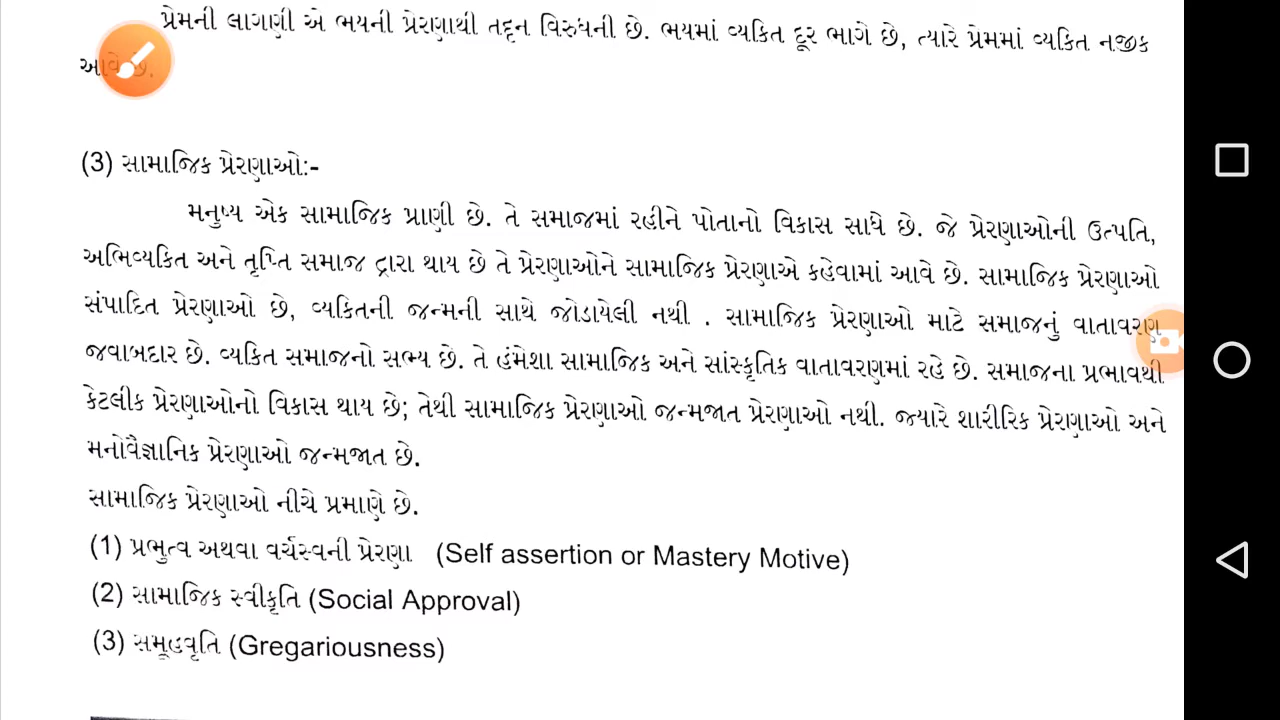 પ્રેમની લાગણી એ ભયની પ્રેરણાથી તદ્દન વિરુધની છે. ભયમાં વ્યકિત દૂર ભાગે છે, ત્યારે પ્રેમમાં વ્યકિત નજીક
આવે છે.
(3) સામાજિક પ્રેરણાઓ:-
મનુષ્ય એક સામાજિક પ્રાણી છે. તે સમાજમાં રહીને પોતાનો વિકાસ સાધે છે. જે પ્રેરણાઓની ઉત્પતિ,
અભિવ્યકિત અને તૃપ્તિ સમાજ દ્વારા થાય છે તે પ્રેરણાઓને સામાજિક પ્રેરણાએ કહેવામાં આવે છે. સામાજિક પ્રેરણાઓ
સંપાદિત પ્રેરણાઓ છે, વ્યકિતની જન્મની સાથે જોડાયેલી નથી . સામાજિક પ્રેરણાઓ માટે સમાજનું વાતાવરણ
જવાબદાર છે. વ્યકિત સમાજનો સભ્ય છે. તે હંમેશા સામાજિક અને સાંસ્કૃતિક વાતાવરણમાં રહે છે. સમાજના પ્રભાવથી
કેટલીક પ્રેરણાઓનો વિકાસ થાય છે; તેથી સામાજિક પ્રેરણાઓ જન્મજાત પ્રેરણાઓ નથી. જ્યારે શારીરિક પ્રેરણાઓ અને
મનોવૈજ્ઞાનિક પ્રેરણાઓ જન્મજાત છે.
સામાજિક પ્રેરણાઓ નીચે પ્રમાણે છે.
(1) પ્રભુત્વ અથવા વર્ચસ્વની પ્રેરણા (Self assertion or Mastery Motive)
(2) સામાજિક સ્વીકૃતિ (Social Approval)
(3) સમૂહવૃતિ (Gregariousness)